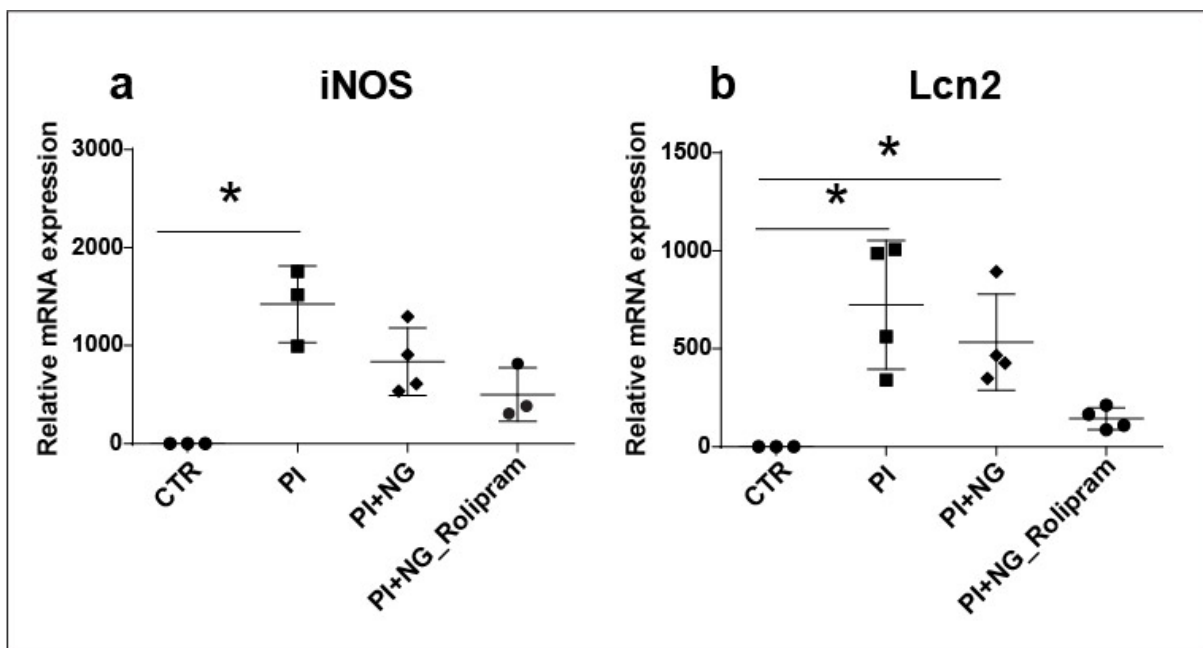 a
iNOS
Relative mRNA expression
3000
2000
1000
0
*
CTR
PI
PI+NG
PI+NG_Rolipram
b
Lcn2
Relative mRNA expression
1500
1000
500
0
*
*
CTR
PI
PI+NG
PI+NG_Rolipram